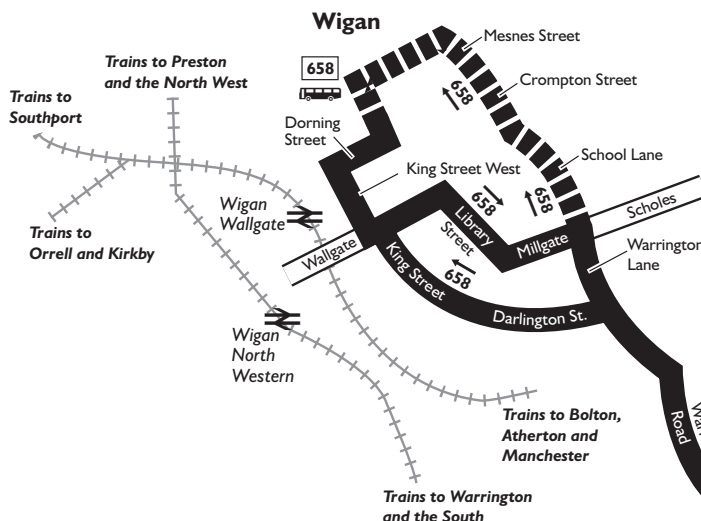 Wigan
Mesnes Street
Trains to Preston
and the North West
658
658
Crompton Street
Trains to
Southport
Dorning
Street
School Lane
King Street West
658
658
Scholes
Wigan
Wallgate
Library
Street
Millgate
Warrington
Lane
Trains to
Orrell and Kirkby
Wallgate
King Street
658
Darlington St.
Wigan
North
Western
Road
Trains to Bolton,
Atherton and
Manchester
Trains to Warrington
and the South